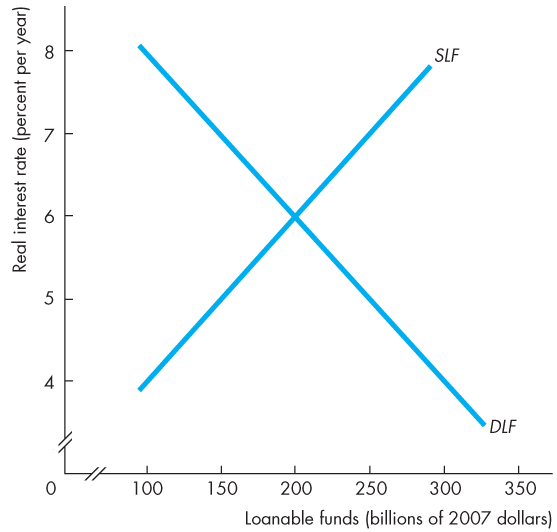 Real interest rate (percent per year)
8
7
6
5
4
0
SLF
DLF
100 150 200 250 300 350
Loanable funds (billions of 2007 dollars)